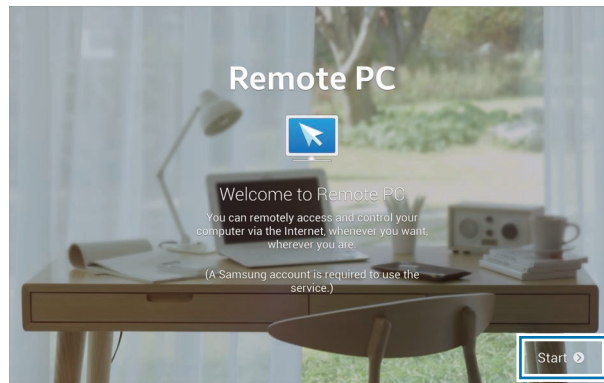 Remote PC
Welcome to Remote PC
You can remotely access and control your
computer via the Internet, whenever you want,
wherever you are.
(A Samsung account is required to use the
service.)
Start